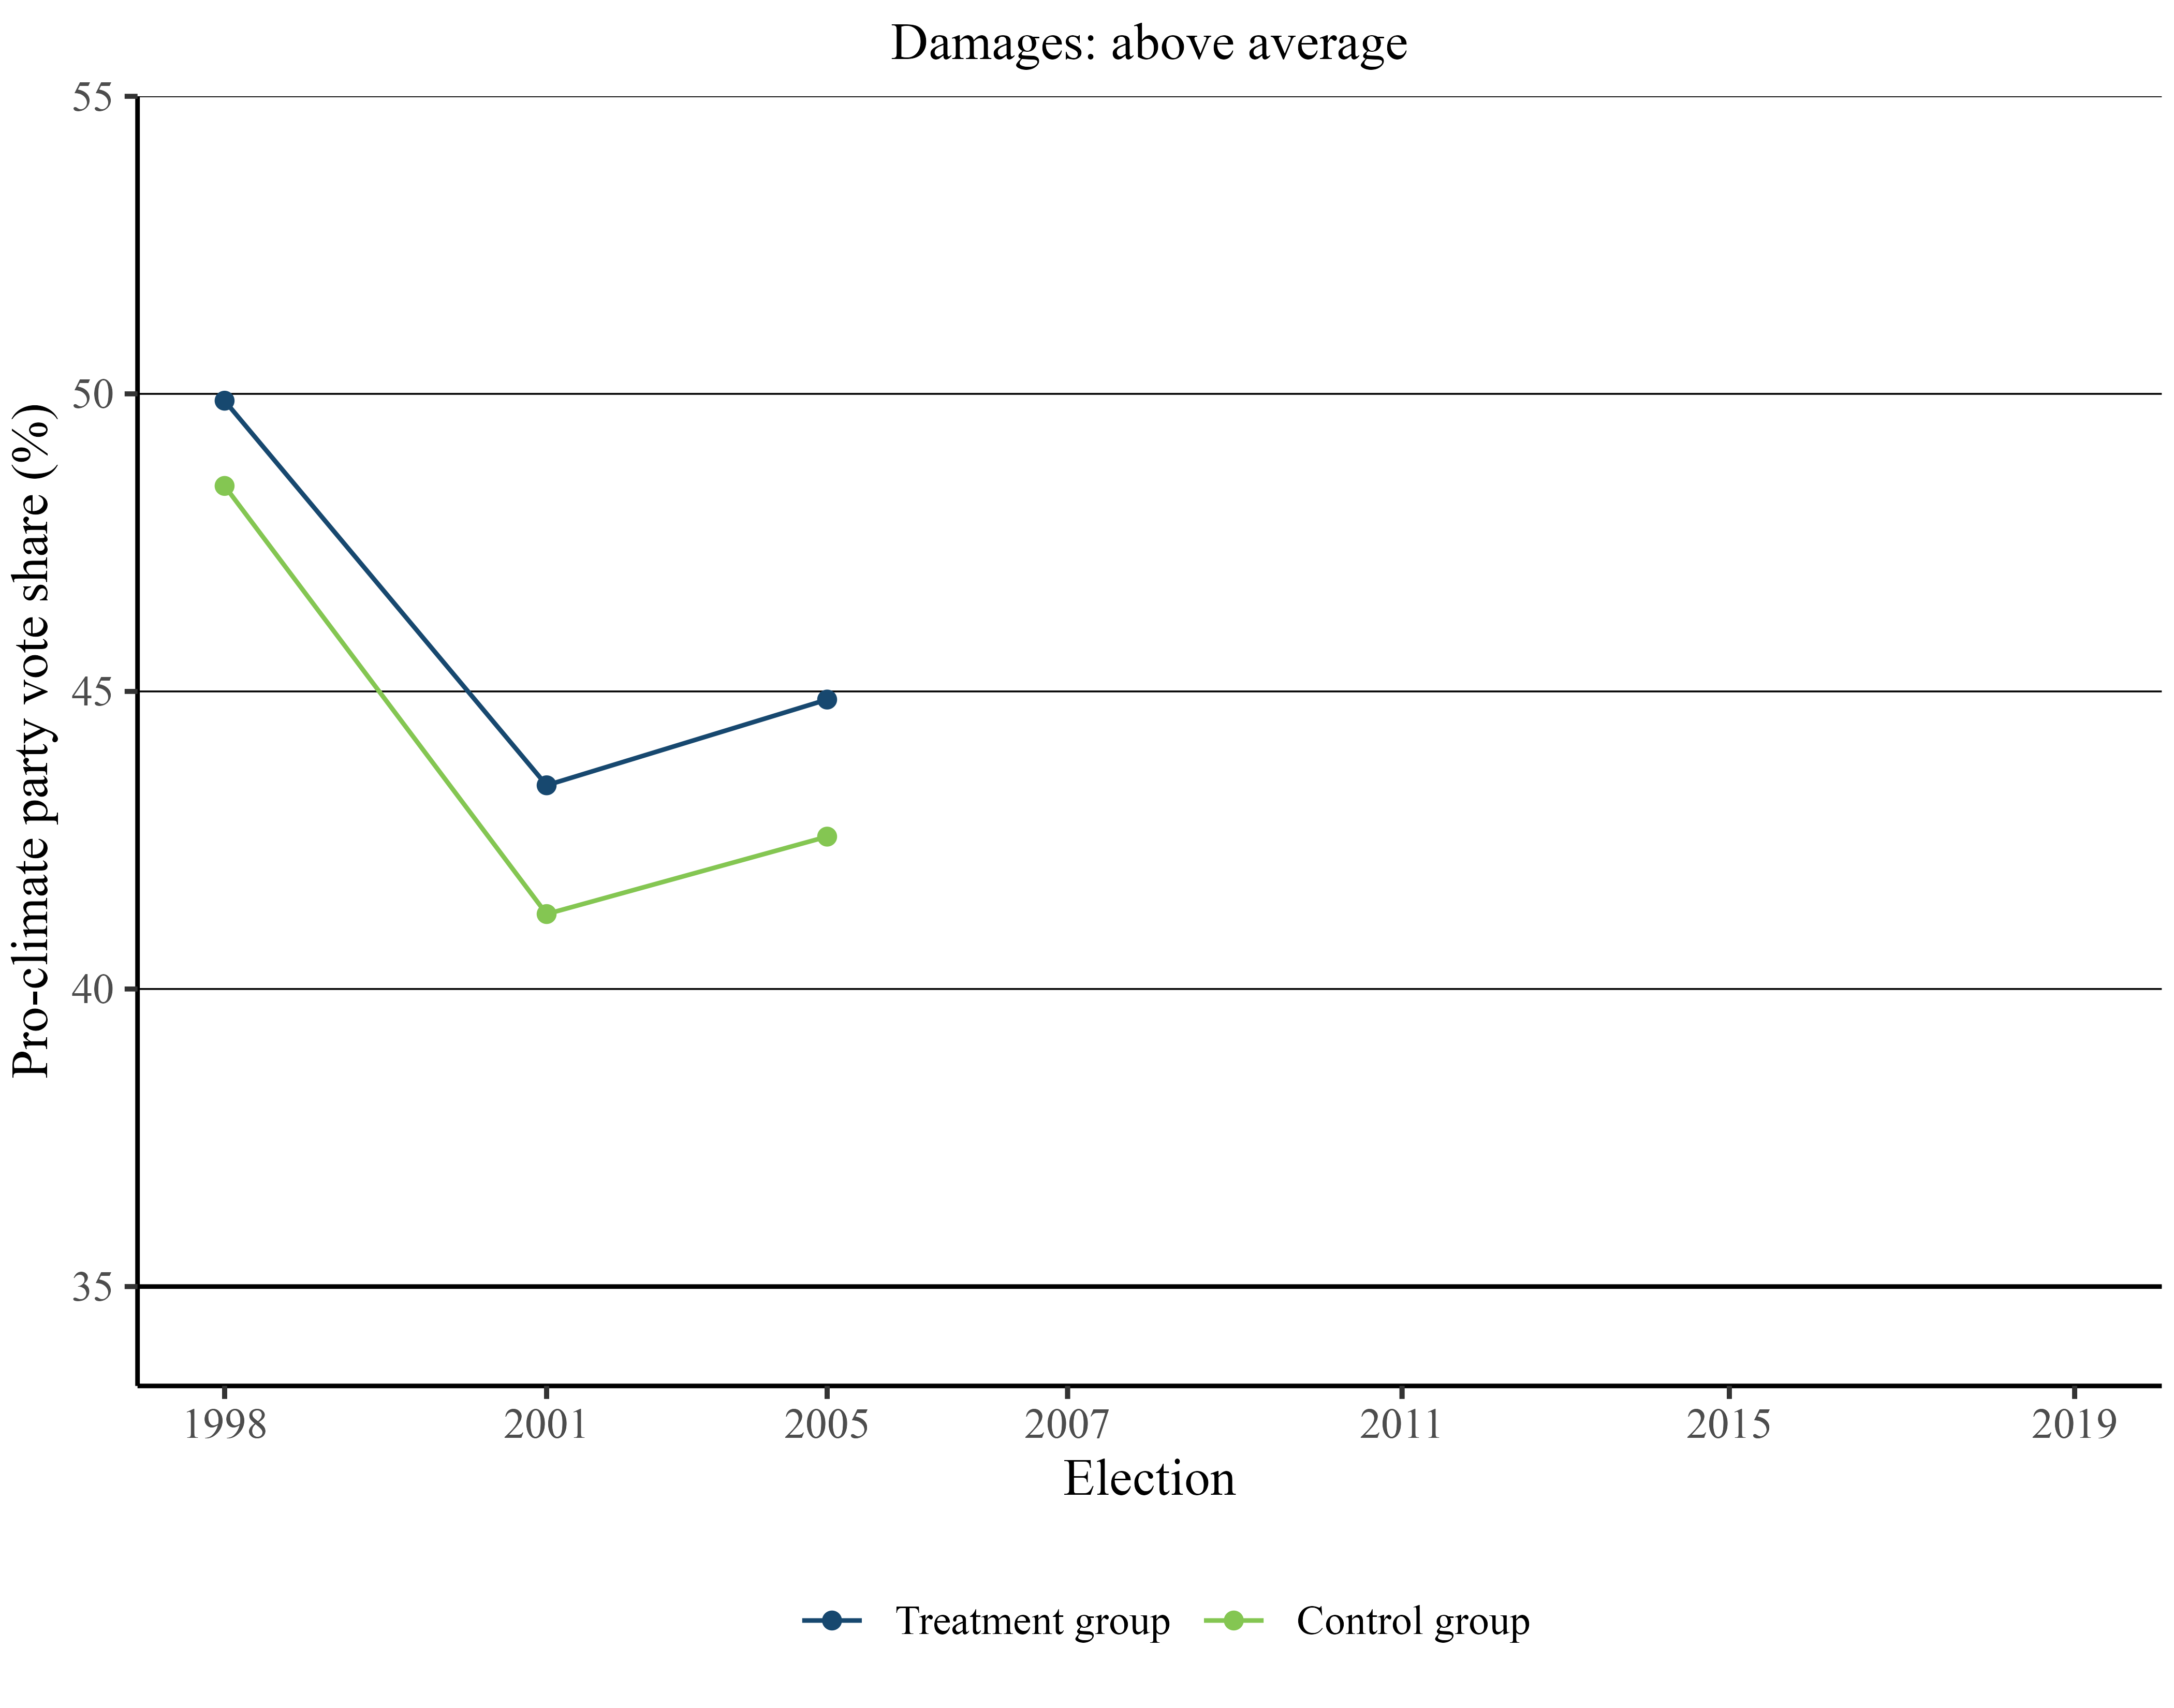 Damages: above average
Pro-climate party vote share (%)
55
50
45
40
35
1998 2001 2005 2007 2011 2015 2019
Election
Treatment group Control group